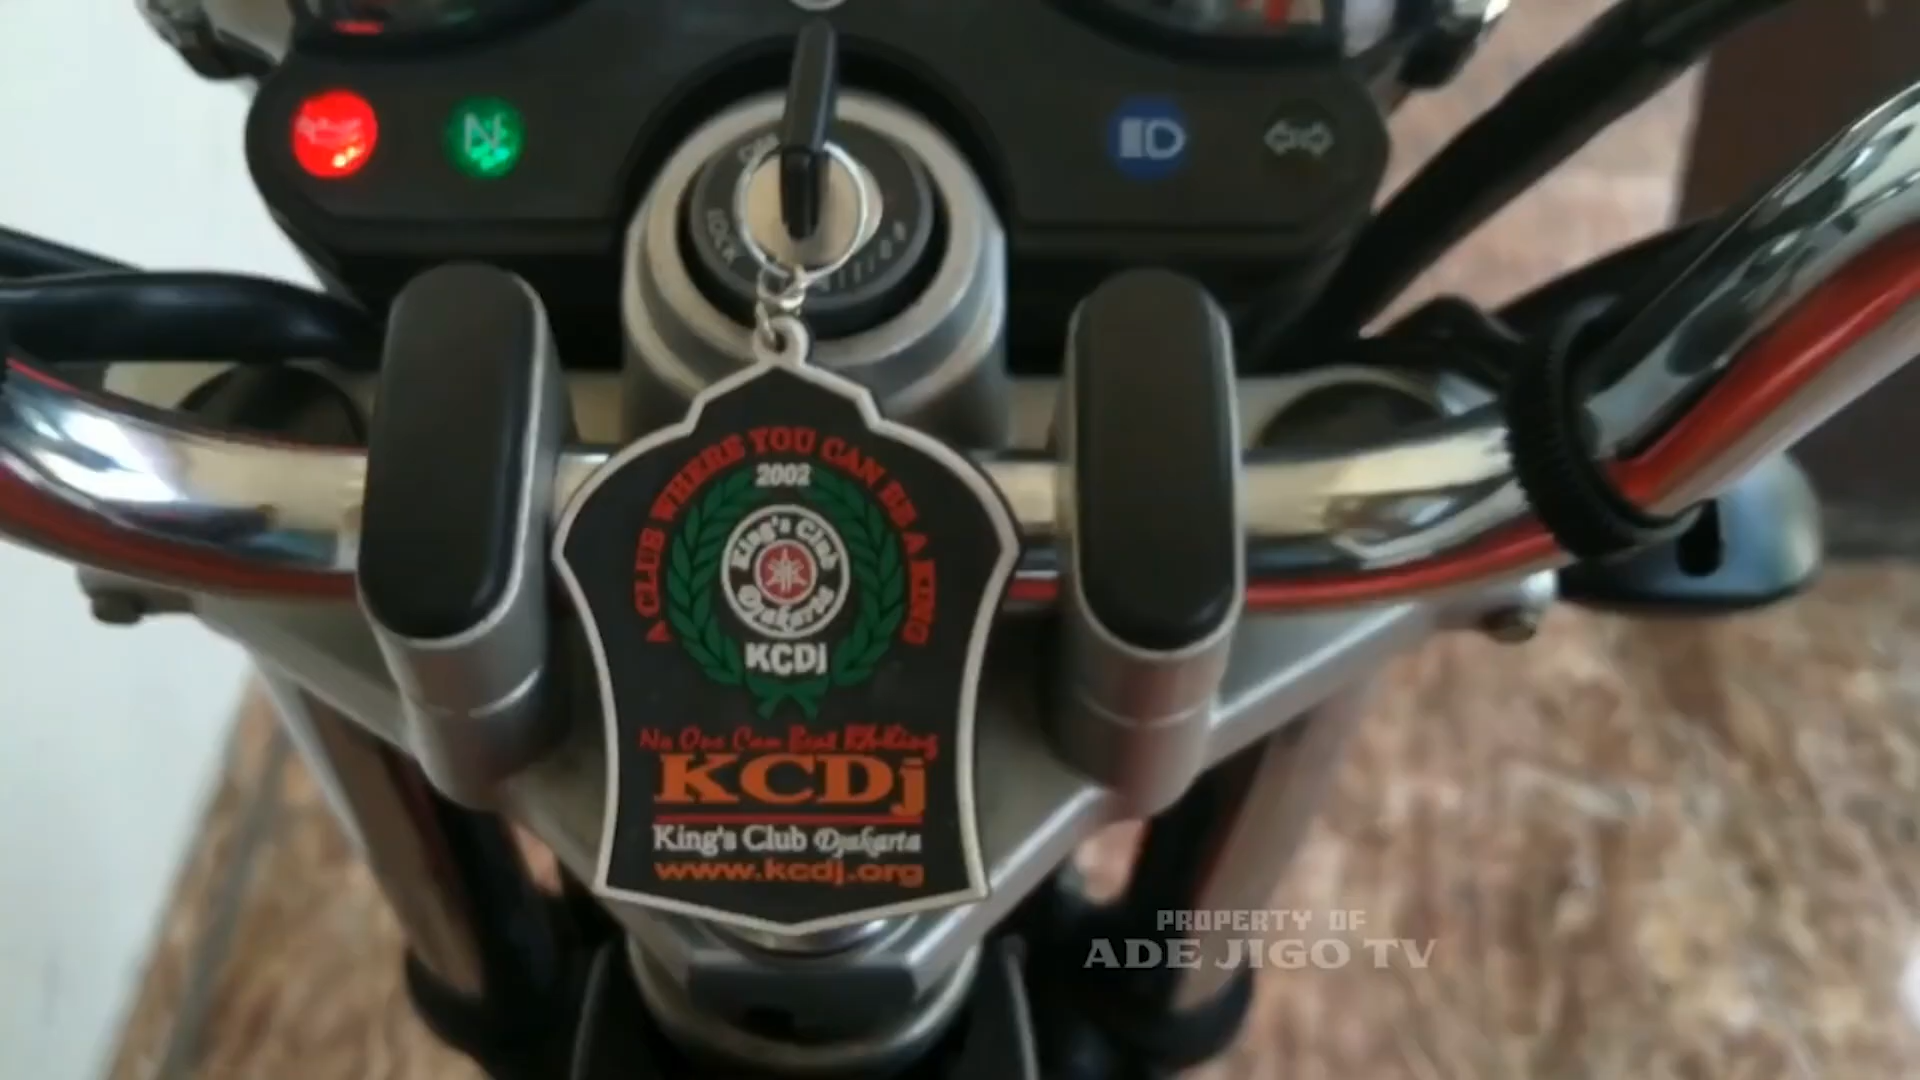 N
LOCK
A CLUB WHERE YOU CAN BE A KING
2002
King's Club
Djakarta
KCDj
No One Can Beat
KCDj
King's Club Djakarta
www.kcdj.org
PROPERTY OF
ADE JIGO TV